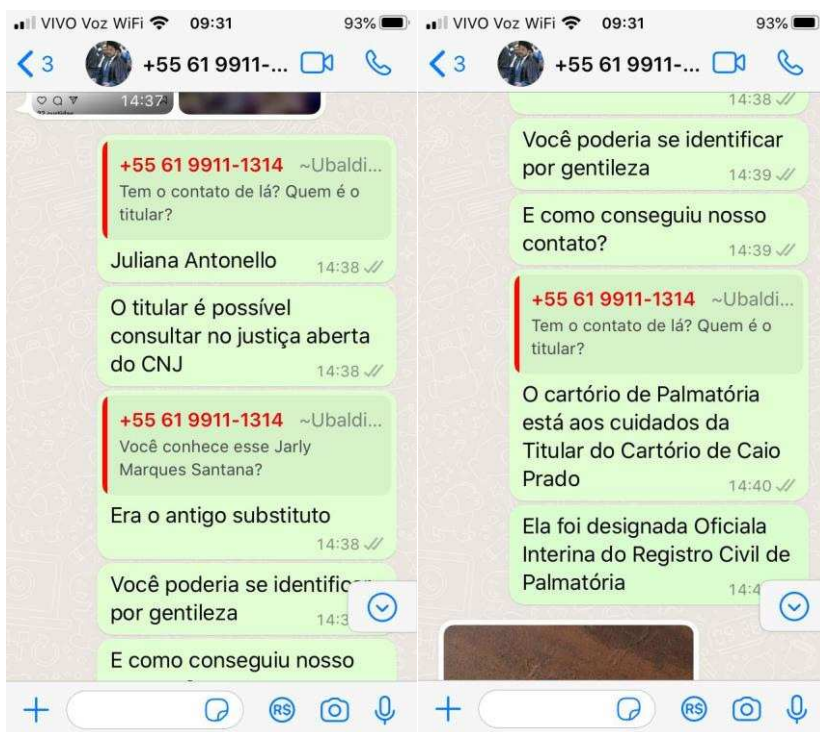 VIVO Voz WiFi 09:31 93%
3 +55 61 9911-...
14:37
+55 61 9911-1314 ~Ubaldi...
Tem o contato de lá? Quem é o
titular?
Juliana Antonello 14:38
O titular é possível
consultar no justiça aberta
do CNJ 14:38
+55 61 9911-1314 ~Ubaldi...
Você conhece esse Jarly
Marques Santana?
Era o antigo substituto
14:38
Você poderia se identificar
por gentileza 14:3
E como conseguiu nosso
R$
VIVO Voz WiFi 09:31 93%
3 +55 61 9911-...
14:38
Você poderia se identificar
por gentileza 14:39
E como conseguiu nosso
contato? 14:39
+55 61 9911-1314 ~Ubaldi...
Tem o contato de lá? Quem é o
titular?
O cartório de Palmatória
está aos cuidados da
Titular do Cartório de Caio
Prado 14:40
Ela foi designada Oficiala
Interina do Registro Civil de
Palmatória 14:4
R$